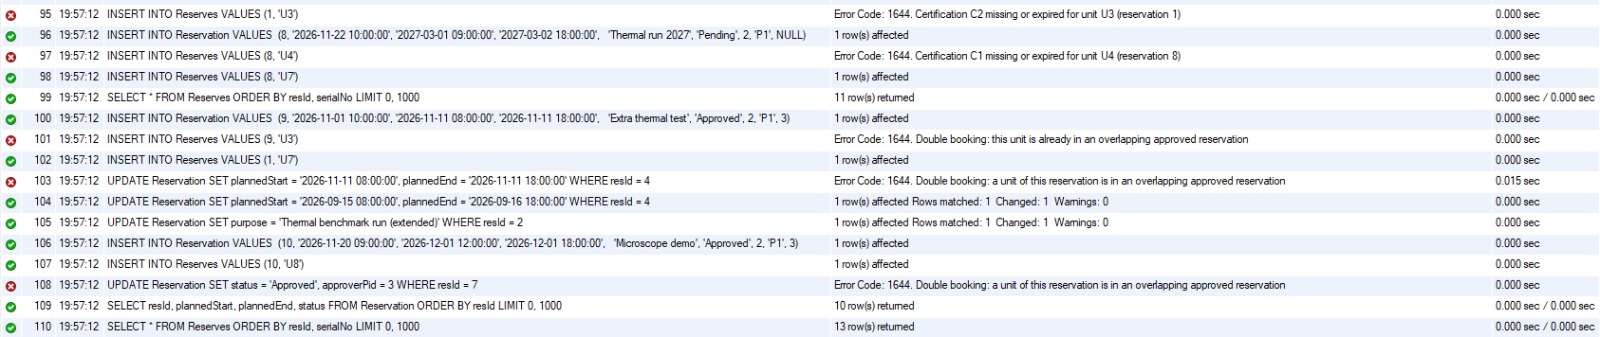 95 19:57:12 INSERT INTO Reserves VALUES (1, 'U3') Error Code: 1644. Certification C2 missing or expired for unit U3 (reservation 1) 0.000 sec
96 19:57:12 INSERT INTO Reservation VALUES (8, '2026-11-22 10:00:00', '2027-03-01 09:00:00', '2027-03-02 18:00:00', 'Thermal run 2027', 'Pending', 2, 'P1', NULL) 1 row(s) affected 0.000 sec
97 19:57:12 INSERT INTO Reserves VALUES (8, 'U4') Error Code: 1644. Certification C1 missing or expired for unit U4 (reservation 8) 0.000 sec
98 19:57:12 INSERT INTO Reserves VALUES (8, 'U7') 1 row(s) affected 0.000 sec
99 19:57:12 SELECT * FROM Reserves ORDER BY resId, serialNo LIMIT 0, 1000 11 row(s) returned 0.000 sec / 0.000 sec
100 19:57:12 INSERT INTO Reservation VALUES (9, '2026-11-01 10:00:00', '2026-11-11 08:00:00', '2026-11-11 18:00:00', 'Extra thermal test', 'Approved', 2, 'P1', 3) 1 row(s) affected 0.000 sec
101 19:57:12 INSERT INTO Reserves VALUES (9, 'U3') Error Code: 1644. Double booking: this unit is already in an overlapping approved reservation 0.000 sec
102 19:57:12 INSERT INTO Reserves VALUES (1, 'U7') 1 row(s) affected 0.000 sec
103 19:57:12 UPDATE Reservation SET plannedStart = '2026-11-11 08:00:00', plannedEnd = '2026-11-11 18:00:00' WHERE resId = 4 Error Code: 1644. Double booking: a unit of this reservation is in an overlapping approved reservation 0.015 sec
104 19:57:12 UPDATE Reservation SET plannedStart = '2026-09-15 08:00:00', plannedEnd = '2026-09-16 18:00:00' WHERE resId = 4 1 row(s) affected Rows matched: 1 Changed: 1 Warnings: 0 0.000 sec
105 19:57:12 UPDATE Reservation SET purpose = 'Thermal benchmark run (extended)' WHERE resId = 2 1 row(s) affected Rows matched: 1 Changed: 1 Warnings: 0 0.000 sec
106 19:57:12 INSERT INTO Reservation VALUES (10, '2026-11-20 09:00:00', '2026-12-01 12:00:00', '2026-12-01 18:00:00', 'Microscope demo', 'Approved', 2, 'P1', 3) 1 row(s) affected 0.000 sec
107 19:57:12 INSERT INTO Reserves VALUES (10, 'U8') 1 row(s) affected 0.000 sec
108 19:57:12 UPDATE Reservation SET status = 'Approved', approverPid = 3 WHERE resId = 7 Error Code: 1644. Double booking: a unit of this reservation is in an overlapping approved reservation 0.000 sec
109 19:57:12 SELECT resId, plannedStart, plannedEnd, status FROM Reservation ORDER BY resId LIMIT 0, 1000 10 row(s) returned 0.000 sec / 0.000 sec
110 19:57:12 SELECT * FROM Reserves ORDER BY resId, serialNo LIMIT 0, 1000 13 row(s) returned 0.000 sec / 0.000 sec